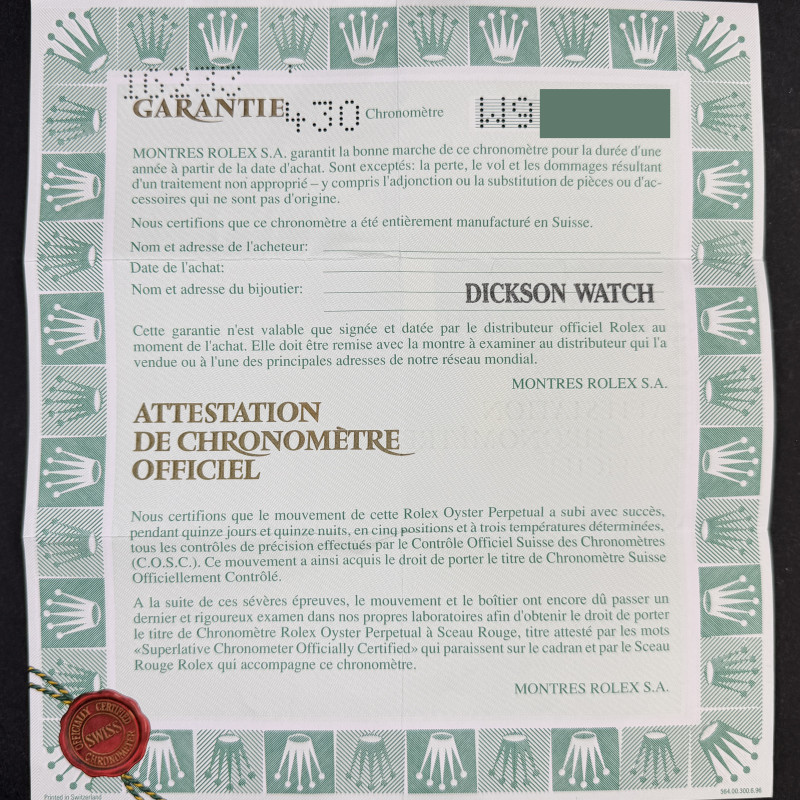 16233
GARANTIE 430 Chronomètre W9
MONTRES ROLEX S.A. garantit la bonne marche de ce chronomètre pour la durée d'une
année à partir de la date d'achat. Sont exceptés: la perte, le vol et les dommages résultant
d'un traitement non approprié – y compris l'adjonction ou la substitution de pièces ou d'ac-
cessoires qui ne sont pas d'origine.
Nous certifions que ce chronomètre a été entièrement manufacturé en Suisse.
Nom et adresse de l'acheteur:
Date de l'achat:
Nom et adresse du bijoutier: DICKSON WATCH
Cette garantie n'est valable que signée et datée par le distributeur officiel Rolex au
moment de l'achat. Elle doit être remise avec la montre à examiner au distributeur qui l'a
vendue ou à l'une des principales adresses de notre réseau mondial.
MONTRES ROLEX S.A.
ATTESTATION
DE CHRONOMÈTRE
OFFICIEL
Nous certifions que le mouvement de cette Rolex Oyster Perpetual a subi avec succès,
pendant quinze jours et quinze nuits, en cinq positions et à trois températures déterminées,
tous les contrôles de précision effectués par le Contrôle Officiel Suisse des Chronomètres
(C.O.S.C.). Ce mouvement a ainsi acquis le droit de porter le titre de Chronomètre Suisse
Officiellement Contrôlé.
A la suite de ces sévères épreuves, le mouvement et le boîtier ont encore dû passer un
dernier et rigoureux examen dans nos propres laboratoires afin d'obtenir le droit de porter
le titre de Chronomètre Rolex Oyster Perpetual à Sceau Rouge, titre attesté par les mots
«Superlative Chronometer Officially Certified» qui paraissent sur le cadran et par le Sceau
Rouge Rolex qui accompagne ce chronomètre.
MONTRES ROLEX S.A.
OFFICIALLY CERTIFIED
SWISS
CHRONOMETER
Printed in Switzerland
564.00.300.6.96